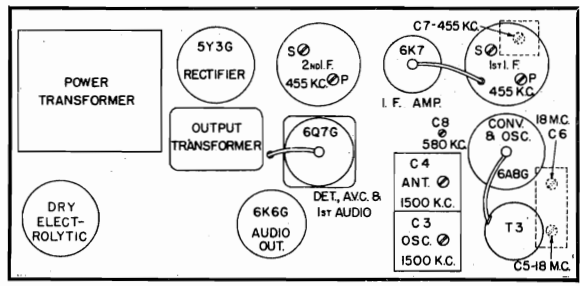 C7-455 KC.
5Y3G
RECTIFIER
S
2ND I.F.
P
455 K.C.
6K7
S
1ST I.F.
P
455 K.C.
POWER
TRANSFORMER
I. F. AMP.
OUTPUT
TRANSFORMER
6Q7G
C8
580 KC.
CONV.
& OSC.
6A8G
18 M.C.
C6
C4
ANT.
1500 K.C.
DET., A.V.C. &
1ST AUDIO
DRY
ELECT-
ROLYTIC
6K6G
AUDIO
OUT.
C3
OSC.
1500 K.C.
T3
C5-18 M.C.